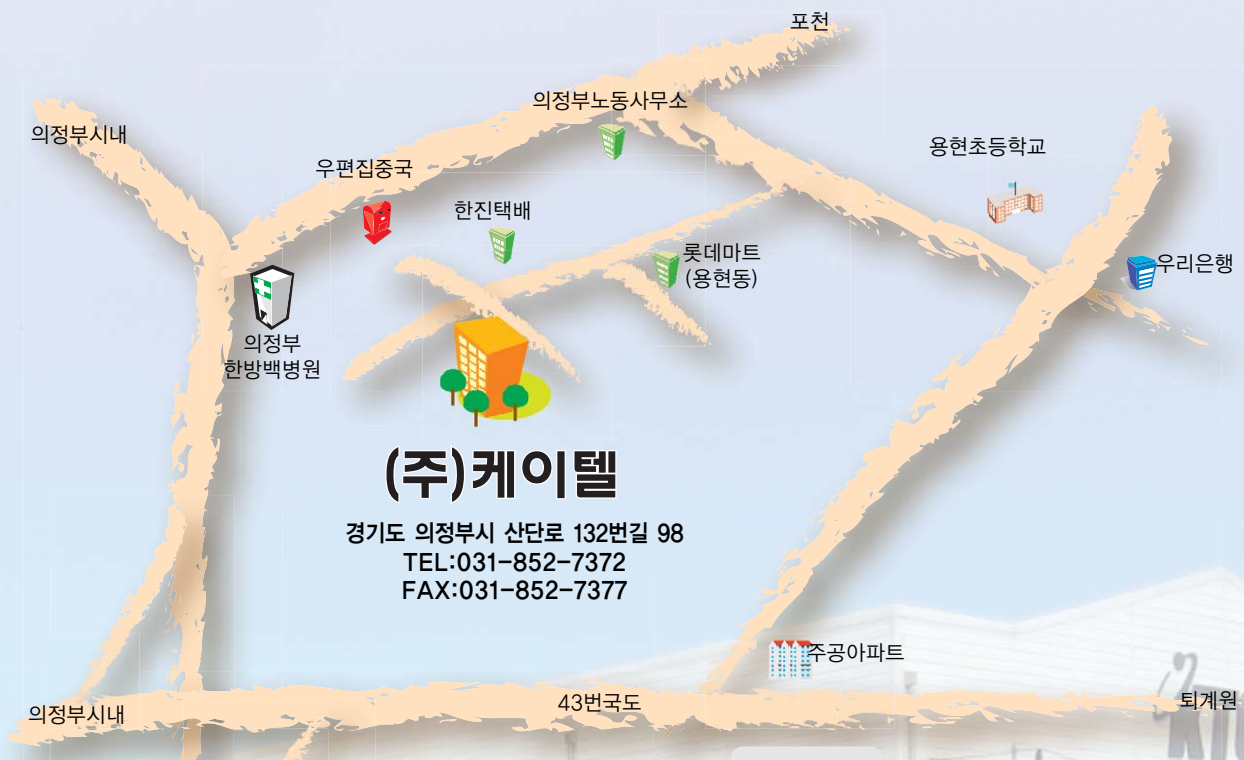 포천
의정부노동사무소
의정부시내
용현초등학교
우편집중국
한진택배
롯데마트
(용현동)
우리은행
의정부
한방백병원
(주)케이텔
경기도 의정부시 산단로 132번길 98
TEL:031-852-7372
FAX:031-852-7377
주공아파트
의정부시내
43번국도
퇴계원